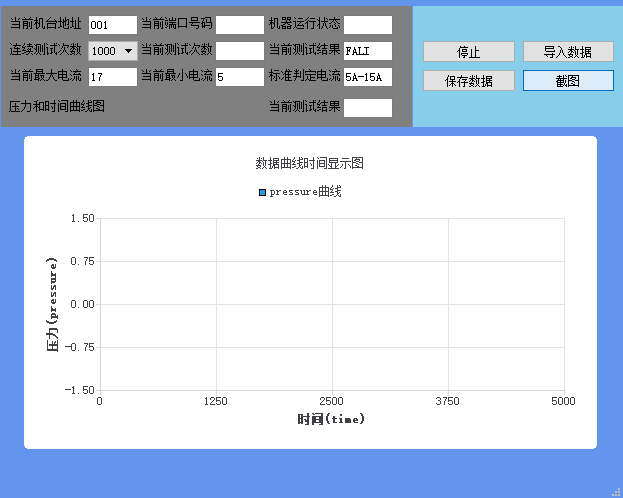 当前机台地址 001 当前端口号码 机器运行状态
连续测试次数 1000 当前测试次数 当前测试结果 FALI
当前最大电流 17 当前最小电流 5 标准判定电流 5A-15A
压力和时间曲线图 当前测试结果
停止 导入数据
保存数据 截图
数据曲线时间显示图
pressure曲线
1.50
0.75
0.00
-0.75
-1.50
压力(pressure)
0 1250 2500 3750 5000
时间(time)